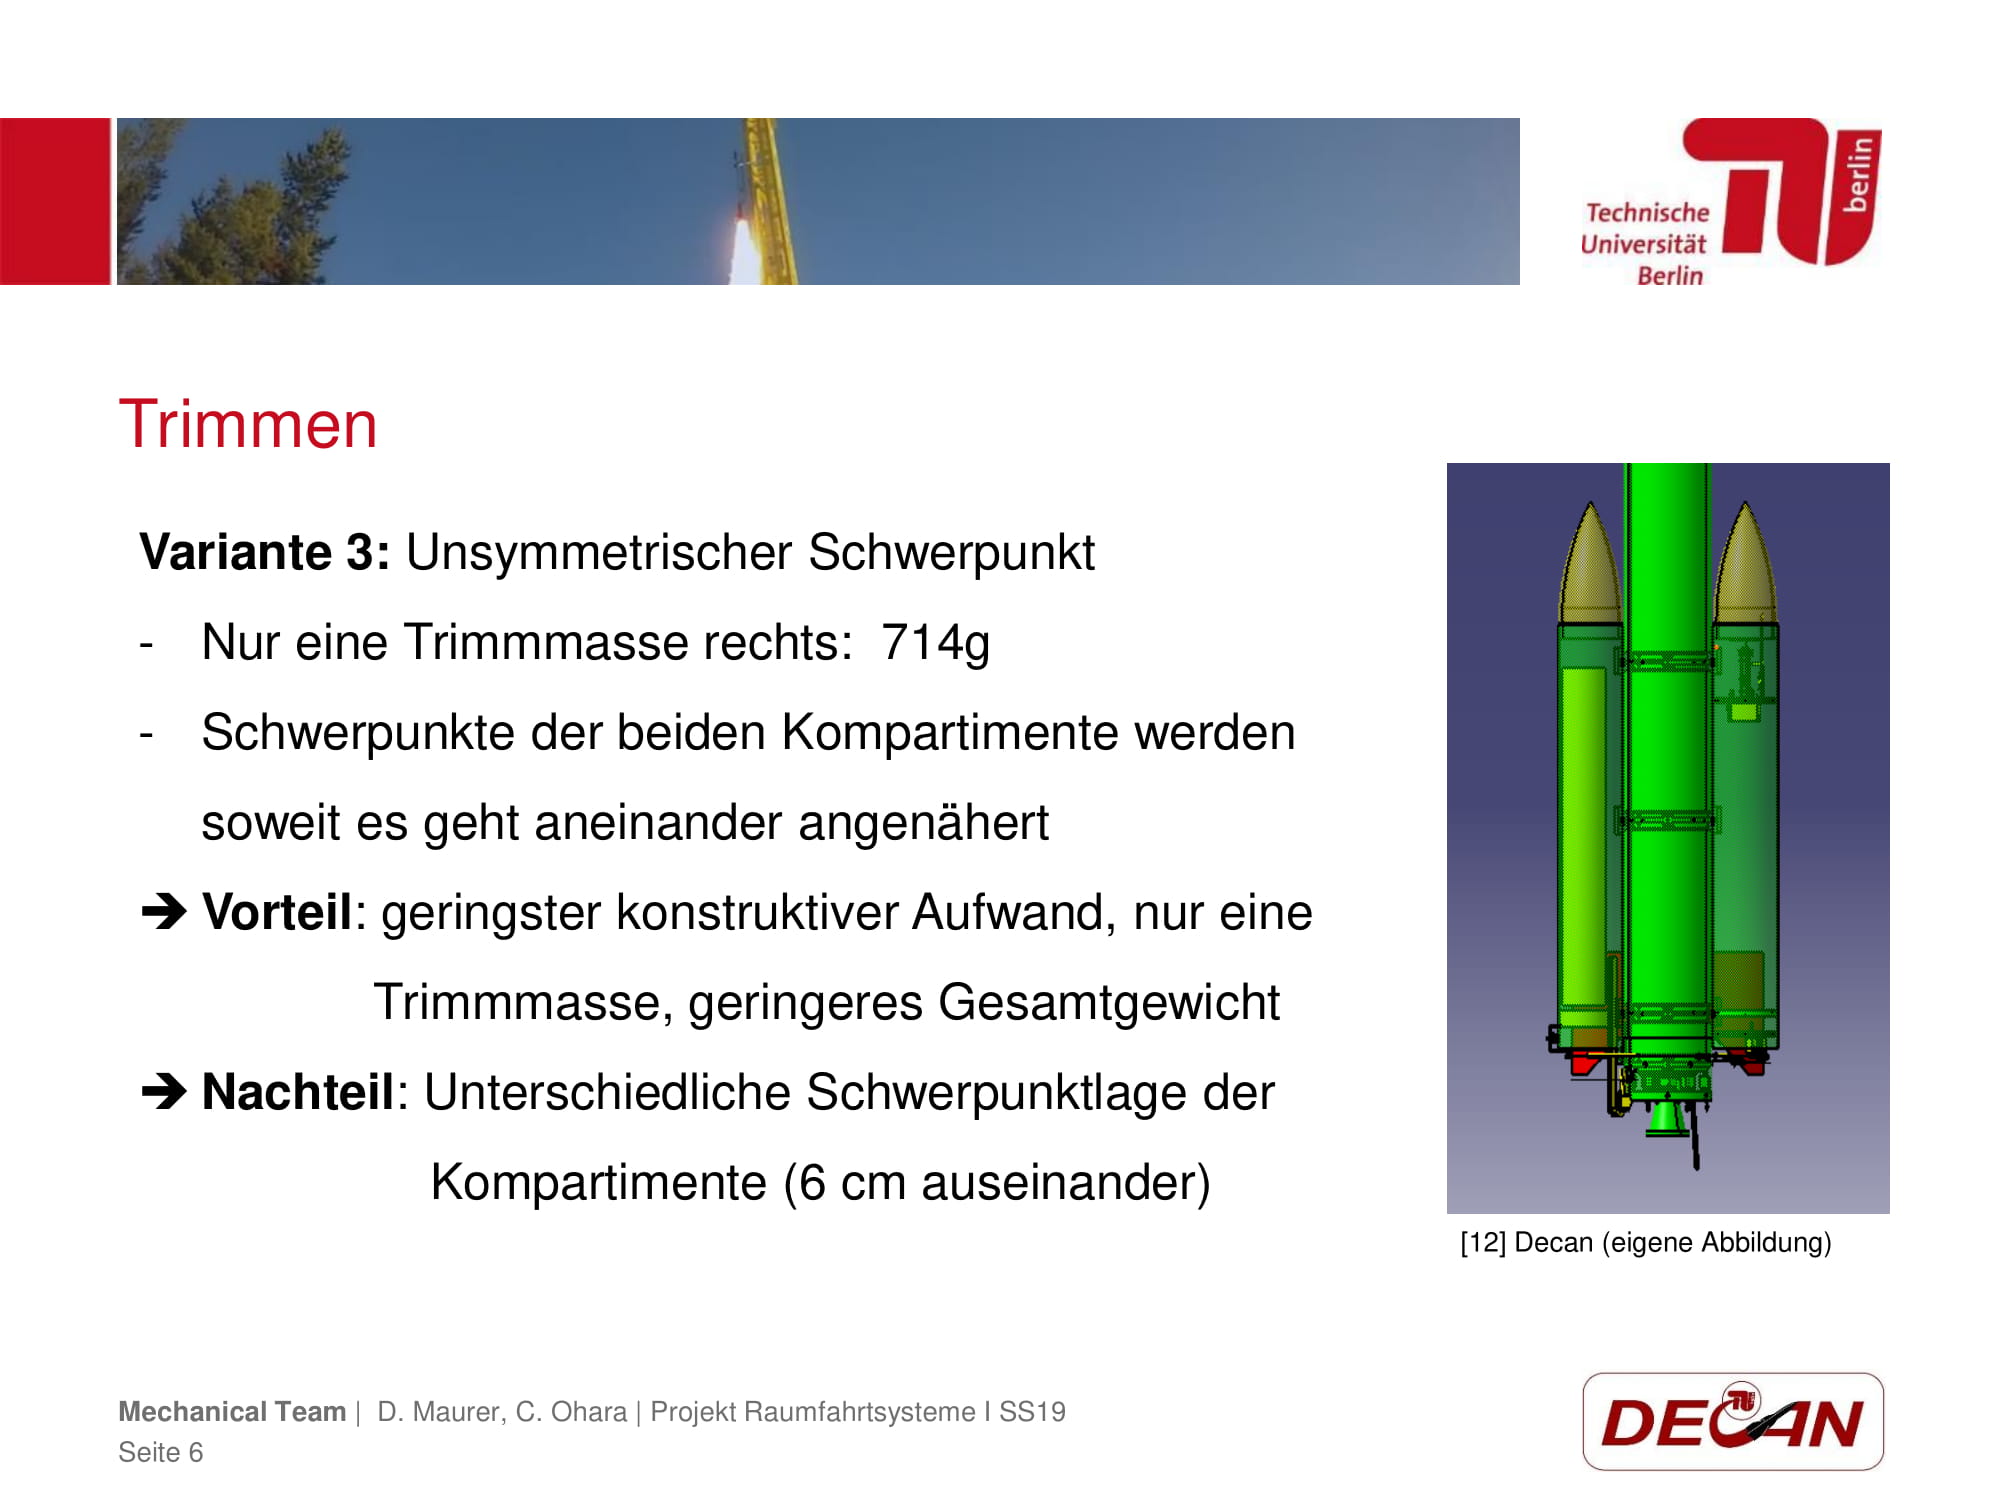 Technische
Universität
Berlin
berlin
Trimmen
Variante 3: Unsymmetrischer Schwerpunkt
- Nur eine Trimmmasse rechts:  714g
- Schwerpunkte der beiden Kompartimente werden
soweit es geht aneinander angenähert
➔ Vorteil: geringster konstruktiver Aufwand, nur eine
Trimmmasse, geringeres Gesamtgewicht
➔ Nachteil: Unterschiedliche Schwerpunktlage der
Kompartimente (6 cm auseinander)
[12] Decan (eigene Abbildung)
Mechanical Team |  D. Maurer, C. Ohara | Projekt Raumfahrtsysteme I SS19
Seite 6
DECAN